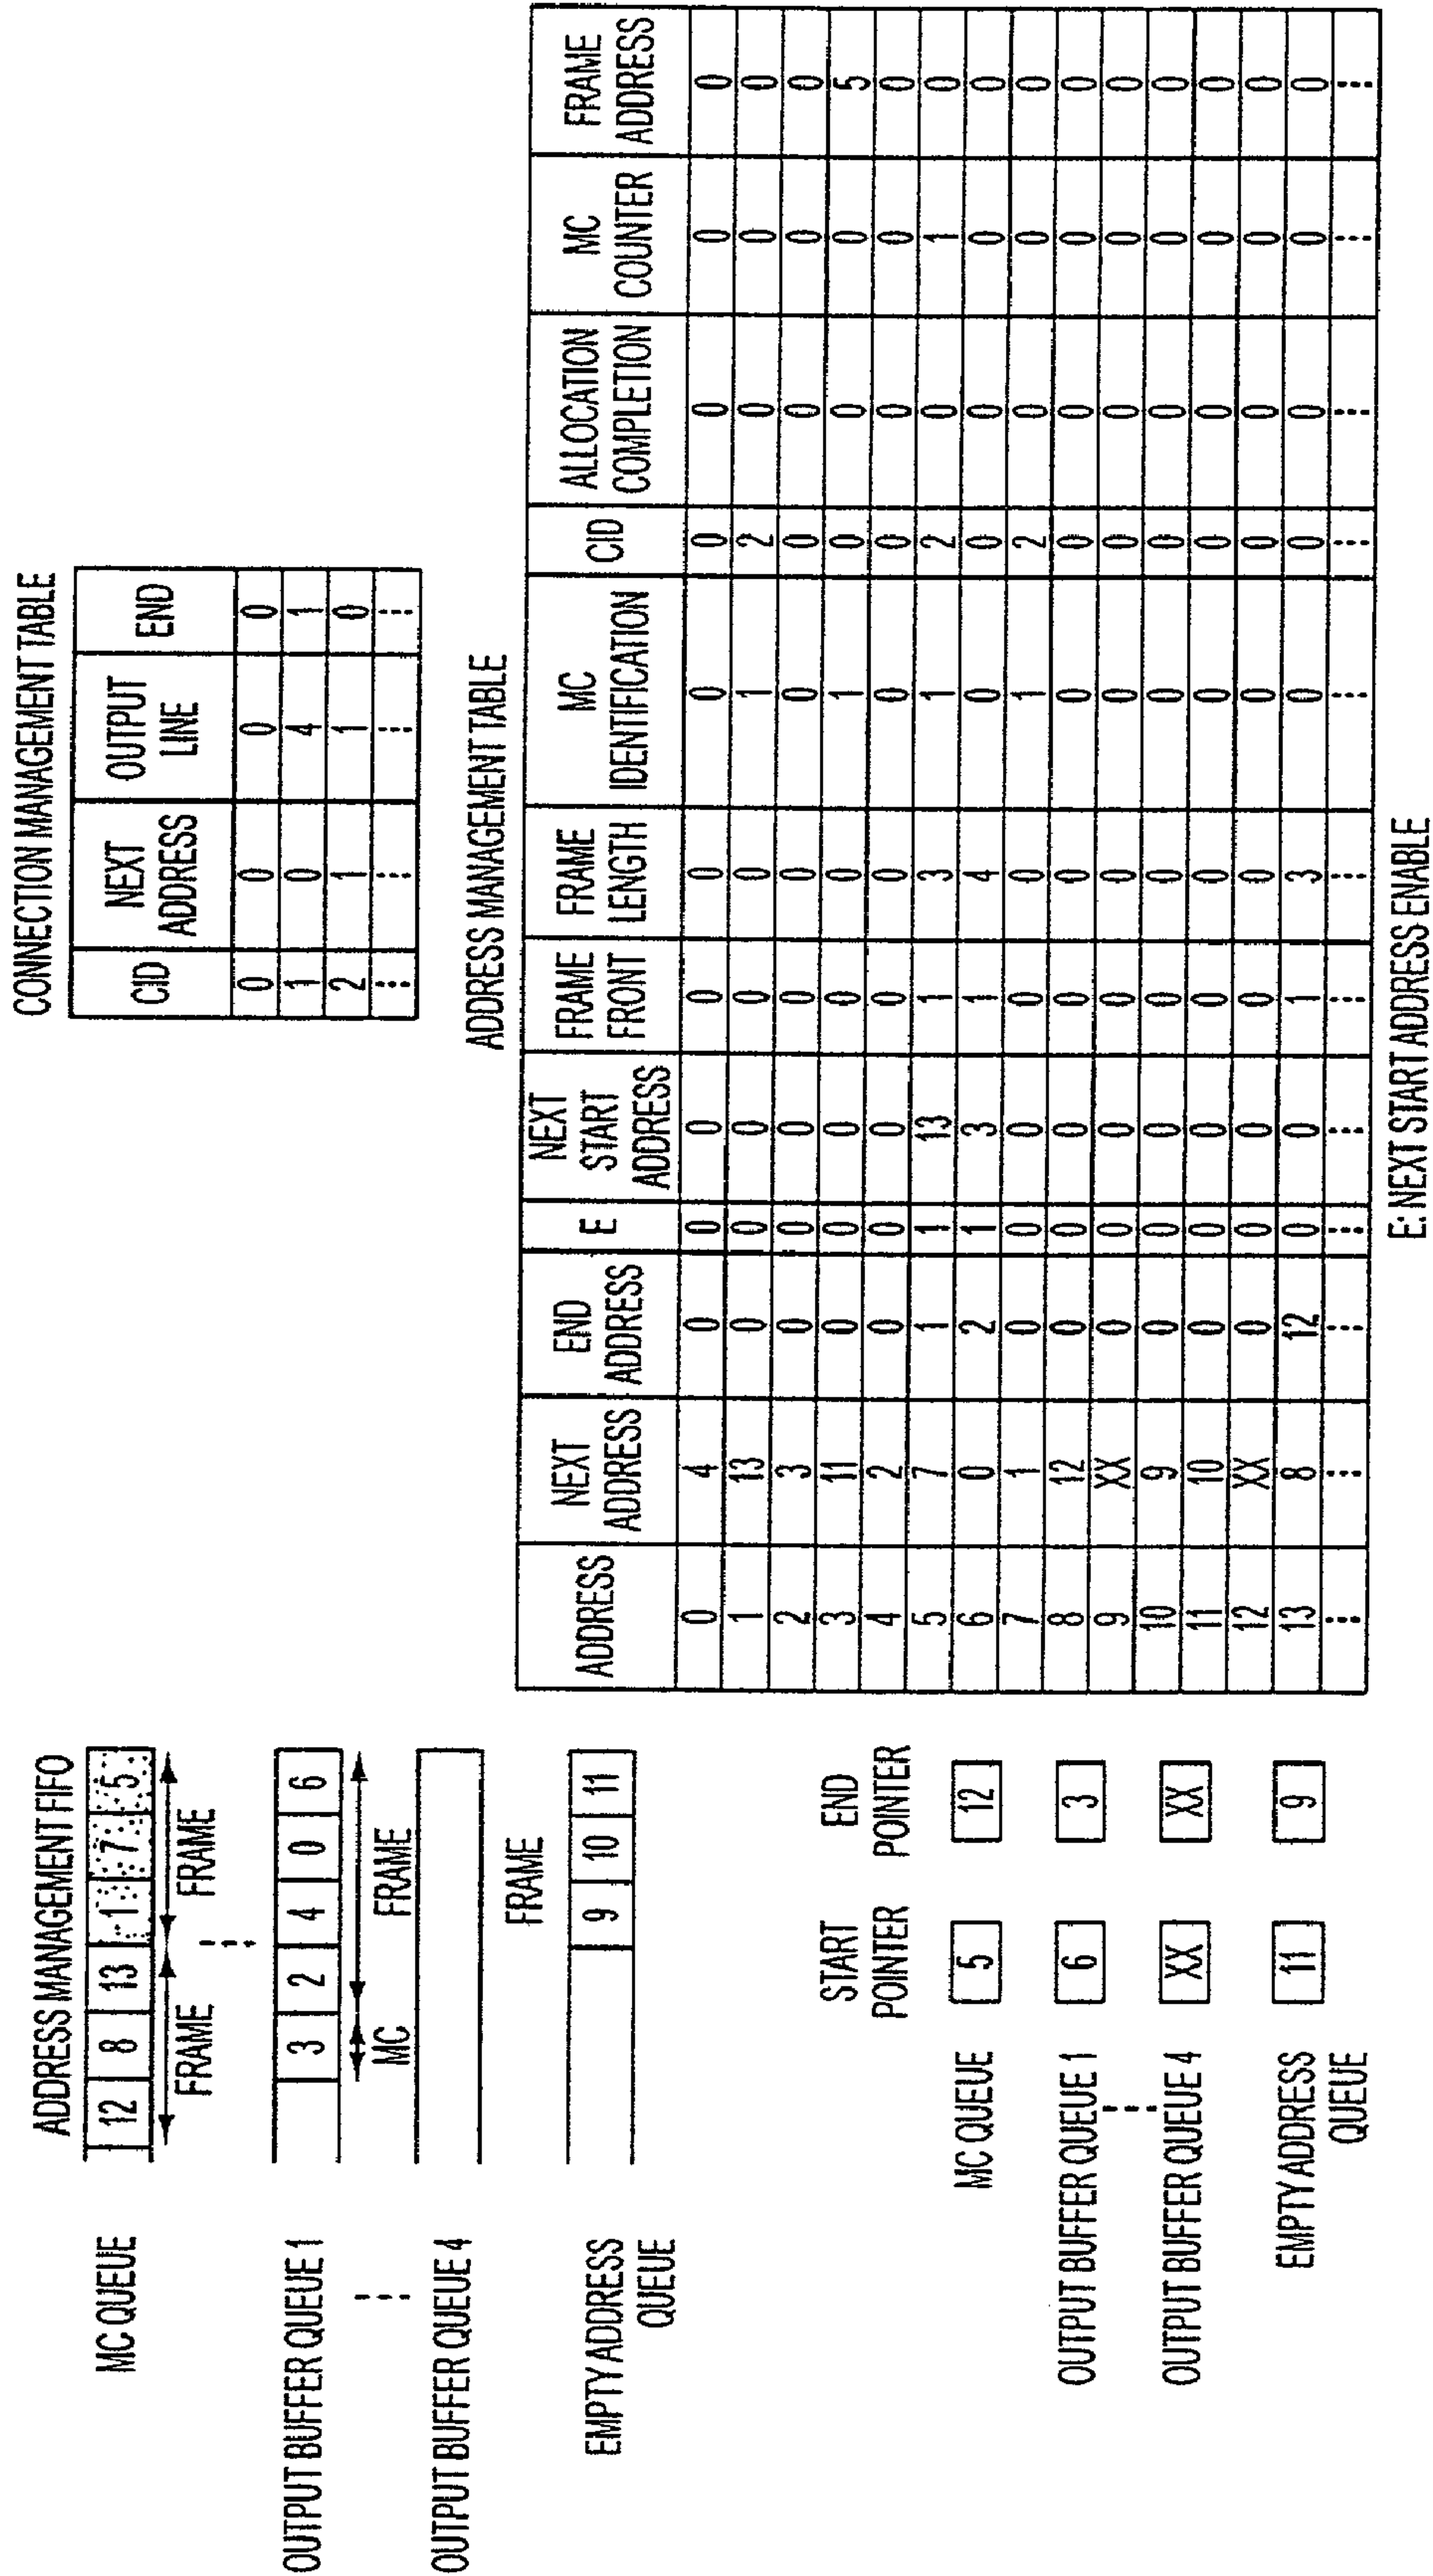 ADDRESS MANAGEMENT FIFO
MC QUEUE
12 8 13 1 7 5
FRAME FRAME
OUTPUT BUFFER QUEUE 1
3 2 4 0 6
MC FRAME
OUTPUT BUFFER QUEUE 4
FRAME
EMPTY ADDRESS
QUEUE
9 10 11
START
POINTER
END
POINTER
MC QUEUE 5 12
OUTPUT BUFFER QUEUE 1 6 3
OUTPUT BUFFER QUEUE 4 XX XX
EMPTY ADDRESS
QUEUE
11 9
CONNECTION MANAGEMENT TABLE
CID NEXT ADDRESS OUTPUT LINE END
0 0 0 0
1 0 4 1
2 1 1 0
ADDRESS MANAGEMENT TABLE
ADDRESS NEXT ADDRESS END ADDRESS E NEXT START ADDRESS FRAME FRONT FRAME LENGTH MC IDENTIFICATION CID ALLOCATION COMPLETION MC COUNTER FRAME ADDRESS
0 4 0 0 0 0 0 0 0 0 0 0
1 13 0 0 0 0 0 1 2 0 0 0
2 3 0 0 0 0 0 0 0 0 0 0
3 11 0 0 0 0 0 1 0 0 0 5
4 2 0 0 0 0 0 0 0 0 0 0
5 7 1 1 13 1 3 1 2 0 1 0
6 0 2 1 3 1 4 0 0 0 0 0
7 1 0 0 0 0 0 1 2 0 0 0
8 12 0 0 0 0 0 0 0 0 0 0
9 XX 0 0 0 0 0 0 0 0 0 0
10 9 0 0 0 0 0 0 0 0 0 0
11 10 0 0 0 0 0 0 0 0 0 0
12 XX 0 0 0 0 0 0 0 0 0 0
13 8 12 0 0 1 3 0 0 0 0 0
E: NEXT START ADDRESS ENABLE